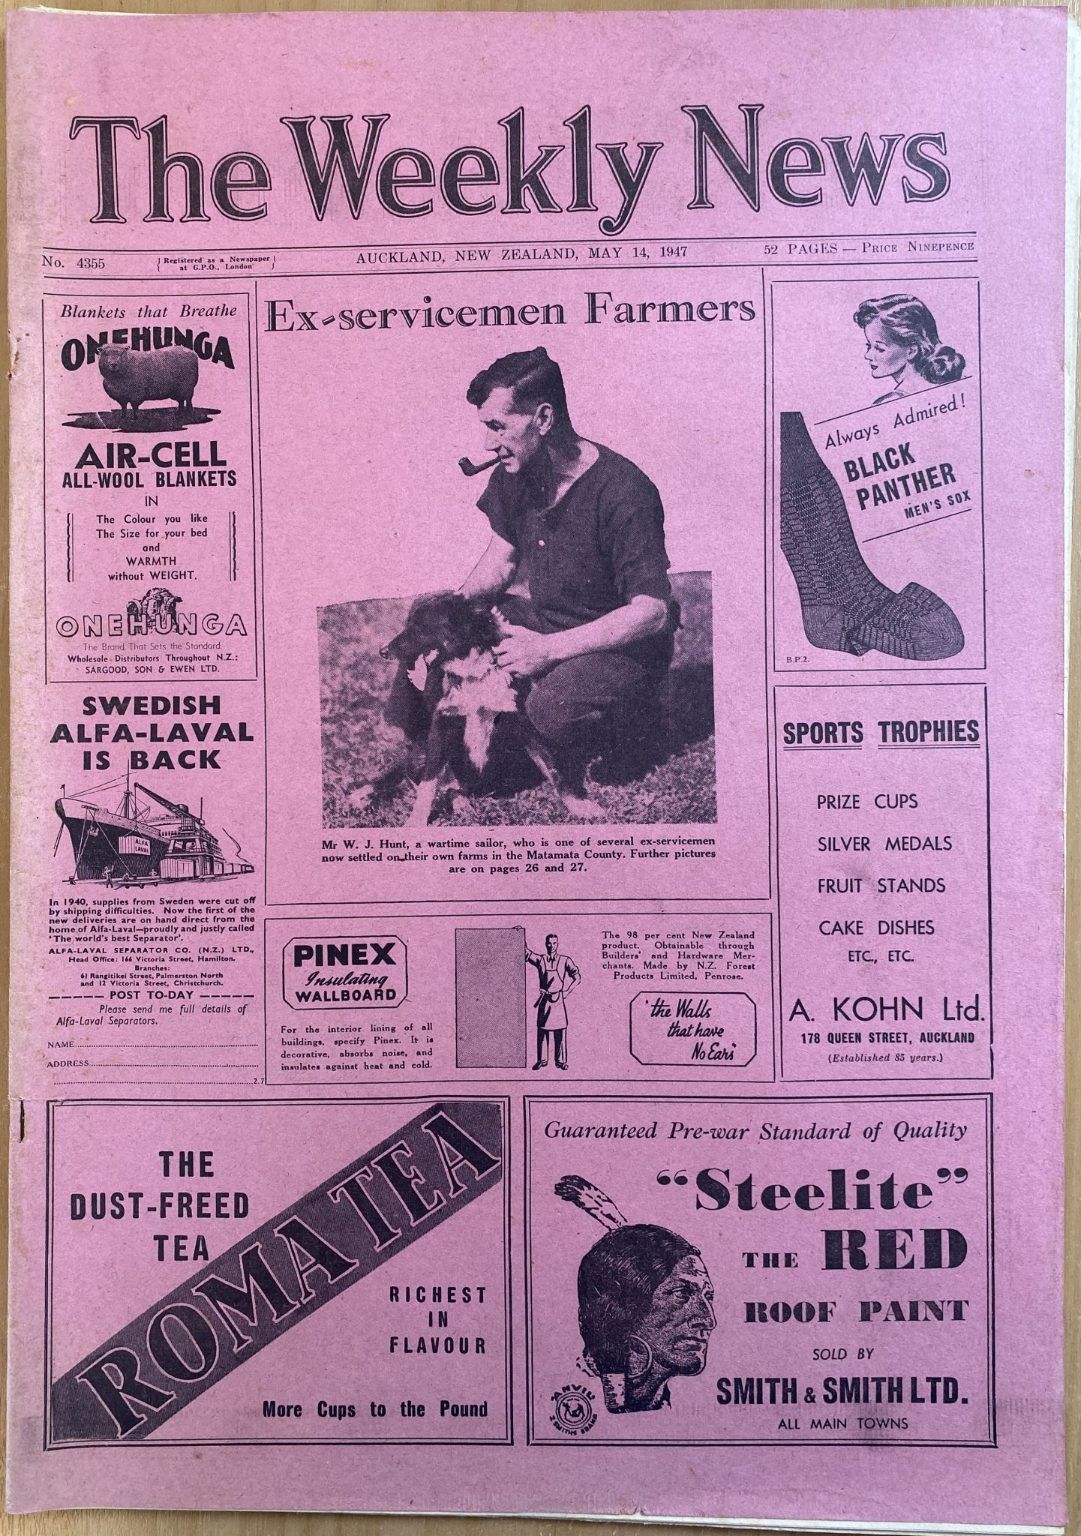 The Weekly News
No. 4355
Registered as a Newspaper
at G.P.O., London
AUCKLAND, NEW ZEALAND, MAY 14, 1947
52 PAGES — PRICE NINEPENCE
Blankets that Breathe
ONEHUNGA
AIR-CELL
ALL-WOOL BLANKETS
IN
The Colour you like
The Size for your bed
and
WARMTH
without WEIGHT.
ONEHUNGA
The Brand That Sets the Standard
Wholesale Distributors Throughout N.Z.:
SARGOOD, SON & EWEN LTD.
SWEDISH
ALFA-LAVAL
IS BACK
ALFA
LAVAL
In 1940, supplies from Sweden were cut off
by shipping difficulties. Now the first of the
new deliveries are on hand direct from the
home of Alfa-Laval—proudly and justly called
'The world's best Separator'.
ALFA-LAVAL SEPARATOR CO. (N.Z.) LTD.,
Head Office: 166 Victoria Street, Hamilton.
Branches:
61 Rangitikei Street, Palmerston North
and 12 Victoria Street, Christchurch.
POST TO-DAY
Please send me full details of
Alfa-Laval Separators.
NAME
ADDRESS
2.7
Ex-servicemen Farmers
Mr W. J. Hunt, a wartime sailor, who is one of several ex-servicemen
now settled on their own farms in the Matamata County. Further pictures
are on pages 26 and 27.
PINEX
Insulating
WALLBOARD
For the interior lining of all
buildings, specify Pinex. It is
decorative, absorbs noise, and
insulates against heat and cold.
The 98 per cent New Zealand
product. Obtainable through
Builders' and Hardware Mer-
chants. Made by N.Z. Forest
Products Limited, Penrose.
'the Walls
that have
No Ears'
Always Admired!
BLACK
PANTHER
MEN'S SOX
B.P.2.
SPORTS TROPHIES
PRIZE CUPS
SILVER MEDALS
FRUIT STANDS
CAKE DISHES
ETC., ETC.
A. KOHN Ltd.
178 QUEEN STREET, AUCKLAND
(Established 85 years.)
THE
DUST-FREED
TEA
ROMA TEA
RICHEST
IN
FLAVOUR
More Cups to the Pound
Guaranteed Pre-war Standard of Quality
"Steelite"
THE RED
ROOF PAINT
SOLD BY
SMITH & SMITH LTD.
ALL MAIN TOWNS
ANVIL
2 SMITHS BRAND